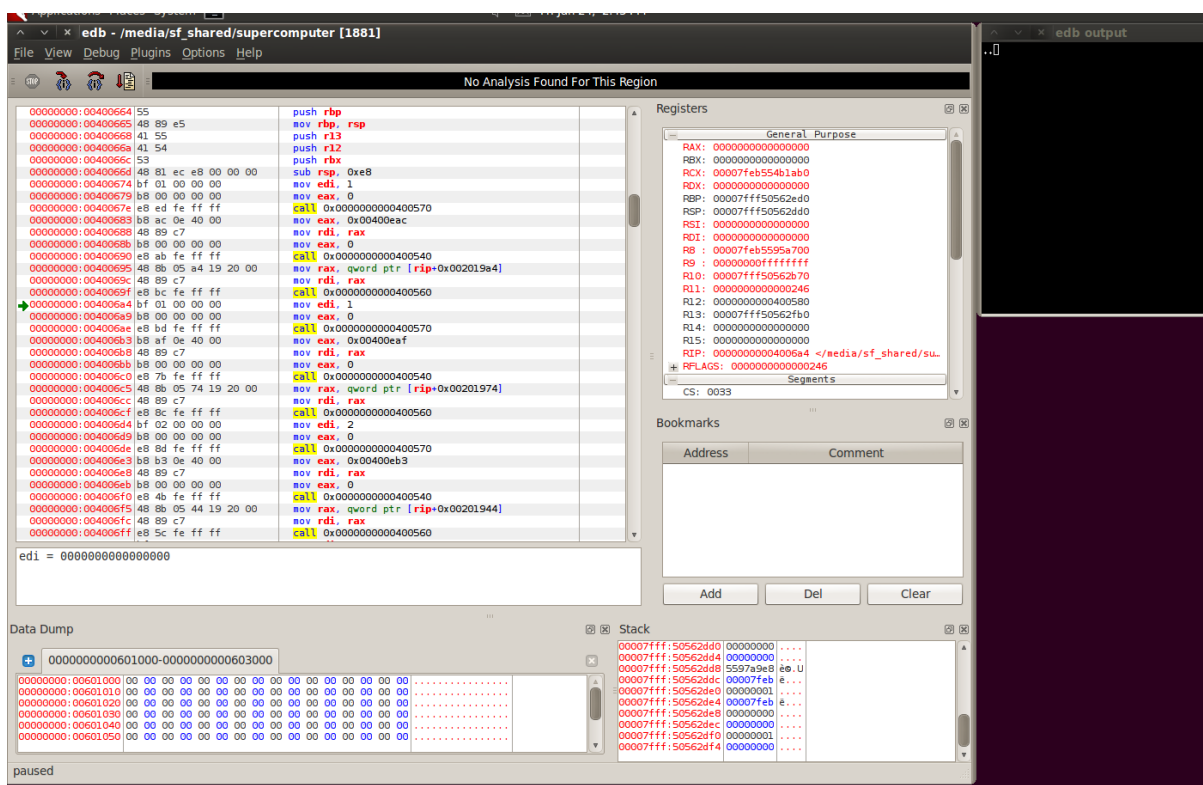 edb - /media/sf_shared/supercomputer [1881]
edb output
File View Debug Plugins Options Help
..
STOP
No Analysis Found For This Region
00000000:00400664 55 push rbp
00000000:00400665 48 89 e5 mov rbp, rsp
00000000:00400668 41 55 push r13
00000000:0040066a 41 54 push r12
00000000:0040066c 53 push rbx
00000000:0040066d 48 81 ec e8 00 00 00 sub rsp, 0xe8
00000000:00400674 bf 01 00 00 00 mov edi, 1
00000000:00400679 b8 00 00 00 00 mov eax, 0
00000000:0040067e e8 ed fe ff ff call 0x0000000000400570
00000000:00400683 b8 ac 0e 40 00 mov eax, 0x00400eac
00000000:00400688 48 89 c7 mov rdi, rax
00000000:0040068b b8 00 00 00 00 mov eax, 0
00000000:00400690 e8 ab fe ff ff call 0x0000000000400540
00000000:00400695 48 8b 05 a4 19 20 00 mov rax, qword ptr [rip+0x002019a4]
00000000:0040069c 48 89 c7 mov rdi, rax
00000000:0040069f e8 bc fe ff ff call 0x0000000000400560
00000000:004006a4 bf 01 00 00 00 mov edi, 1
00000000:004006a9 b8 00 00 00 00 mov eax, 0
00000000:004006ae e8 bd fe ff ff call 0x0000000000400570
00000000:004006b3 b8 af 0e 40 00 mov eax, 0x00400eaf
00000000:004006b8 48 89 c7 mov rdi, rax
00000000:004006bb b8 00 00 00 00 mov eax, 0
00000000:004006c0 e8 7b fe ff ff call 0x0000000000400540
00000000:004006c5 48 8b 05 74 19 20 00 mov rax, qword ptr [rip+0x00201974]
00000000:004006cc 48 89 c7 mov rdi, rax
00000000:004006cf e8 8c fe ff ff call 0x0000000000400560
00000000:004006d4 bf 02 00 00 00 mov edi, 2
00000000:004006d9 b8 00 00 00 00 mov eax, 0
00000000:004006de e8 8d fe ff ff call 0x0000000000400570
00000000:004006e3 b8 b3 0e 40 00 mov eax, 0x00400eb3
00000000:004006e8 48 89 c7 mov rdi, rax
00000000:004006eb b8 00 00 00 00 mov eax, 0
00000000:004006f0 e8 4b fe ff ff call 0x0000000000400540
00000000:004006f5 48 8b 05 44 19 20 00 mov rax, qword ptr [rip+0x00201944]
00000000:004006fc 48 89 c7 mov rdi, rax
00000000:004006ff e8 5c fe ff ff call 0x0000000000400560
edi = 0000000000000000
Registers
General Purpose
RAX: 0000000000000000
RBX: 0000000000000000
RCX: 00007feb554b1ab0
RDX: 0000000000000000
RBP: 00007fff50562ed0
RSP: 00007fff50562dd0
RSI: 0000000000000000
RDI: 0000000000000000
R8 : 00007feb5595a700
R9 : 00000000ffffffff
R10: 00007fff50562b70
R11: 0000000000000246
R12: 0000000000400580
R13: 00007fff50562fb0
R14: 0000000000000000
R15: 0000000000000000
RIP: 00000000004006a4 </media/sf_shared/su…
RFLAGS: 0000000000000246
Segments
CS: 0033
Bookmarks
Address Comment
Add Del Clear
Data Dump
0000000000601000-0000000000603000
00000000:00601000 00 00 00 00 00 00 00 00 00 00 00 00 00 00 00 00 ................
00000000:00601010 00 00 00 00 00 00 00 00 00 00 00 00 00 00 00 00 ................
00000000:00601020 00 00 00 00 00 00 00 00 00 00 00 00 00 00 00 00 ................
00000000:00601030 00 00 00 00 00 00 00 00 00 00 00 00 00 00 00 00 ................
00000000:00601040 00 00 00 00 00 00 00 00 00 00 00 00 00 00 00 00 ................
00000000:00601050 00 00 00 00 00 00 00 00 00 00 00 00 00 00 00 00 ................
Stack
00007fff:50562dd0 00000000 ....
00007fff:50562dd4 00000000 ....
00007fff:50562dd8 5597a9e8 è©.U
00007fff:50562ddc 00007feb ë...
00007fff:50562de0 00000001 ....
00007fff:50562de4 00007feb ë...
00007fff:50562de8 00000000 ....
00007fff:50562dec 00000000 ....
00007fff:50562df0 00000001 ....
00007fff:50562df4 00000000 ....
paused